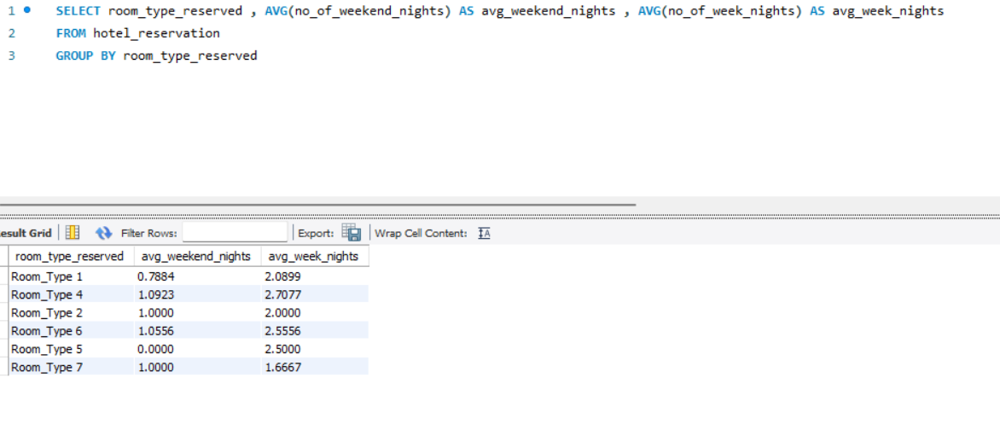 1 SELECT room_type_reserved , AVG(no_of_weekend_nights) AS avg_weekend_nights , AVG(no_of_week_nights) AS avg_week_nights
2 FROM hotel_reservation
3 GROUP BY room_type_reserved
esult Grid Filter Rows: Export: Wrap Cell Content: IA
room_type_reserved avg_weekend_nights avg_week_nights
Room_Type 1 0.7884 2.0899
Room_Type 4 1.0923 2.7077
Room_Type 2 1.0000 2.0000
Room_Type 6 1.0556 2.5556
Room_Type 5 0.0000 2.5000
Room_Type 7 1.0000 1.6667